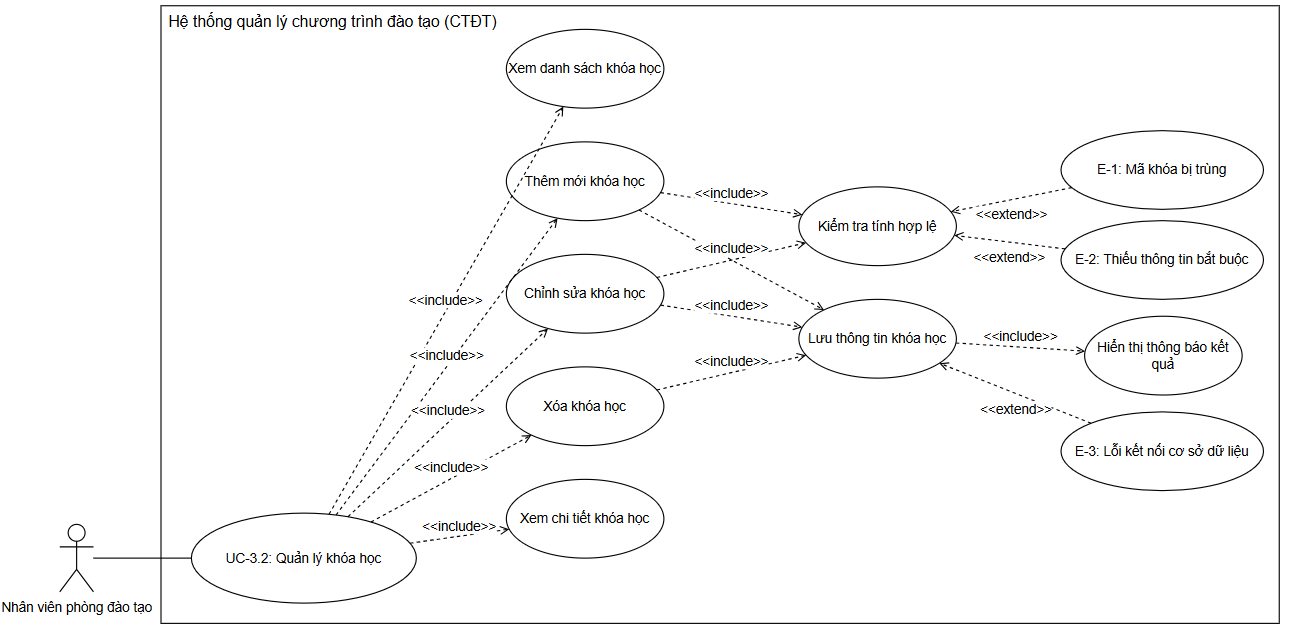 Hệ thống quản lý chương trình đào tạo (CTĐT)
Xem danh sách khóa học
Thêm mới khóa học
<<include>>
Kiểm tra tính hợp lệ
E-1: Mã khóa bị trùng
<<extend>>
<<include>>
<<extend>>
E-2: Thiếu thông tin bắt buộc
<<include>>
Chỉnh sửa khóa học
<<include>>
Lưu thông tin khóa học
<<include>>
Hiển thị thông báo kết
quả
<<include>>
<<include>>
<<include>>
Xóa khóa học
<<extend>>
E-3: Lỗi kết nối cơ sở dữ liệu
<<include>>
<<include>>
Xem chi tiết khóa học
UC-3.2: Quản lý khóa học
Nhân viên phòng đào tạo